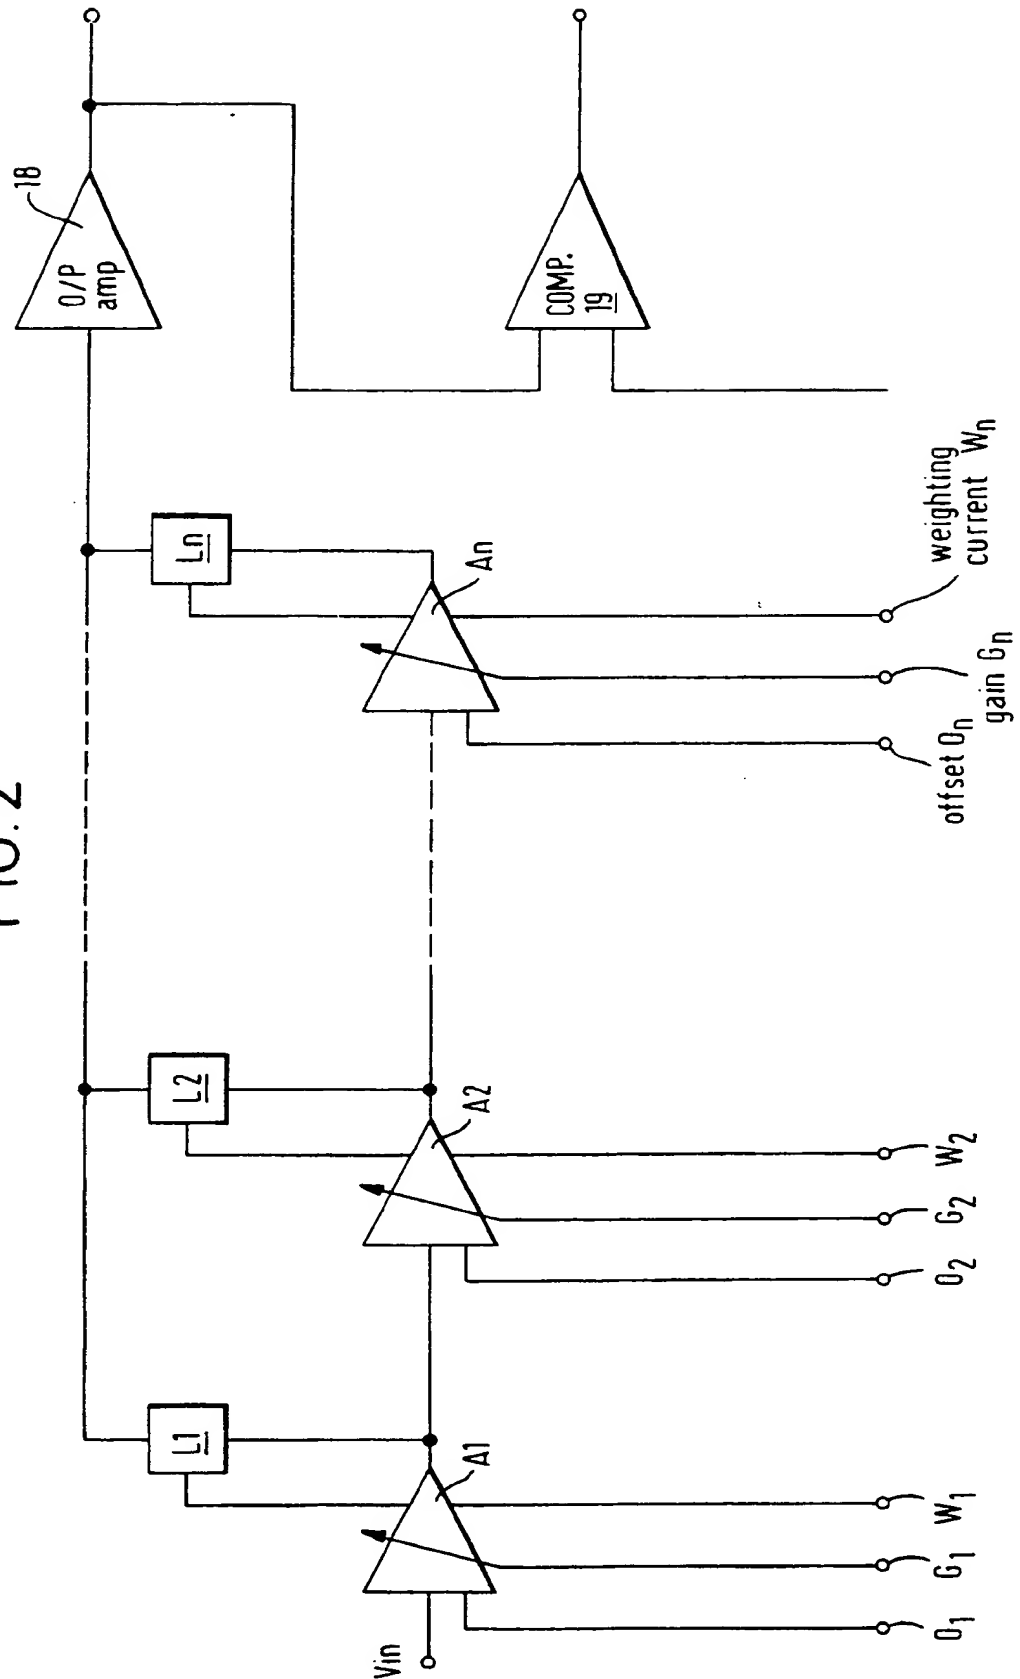 FIG. 2
18
O/P
amp
COMP.
19
L1
L2
Ln
A1
A2
An
Vin
O1
G1
W1
O2
G2
W2
offset On
gain Gn
weighting
current Wn